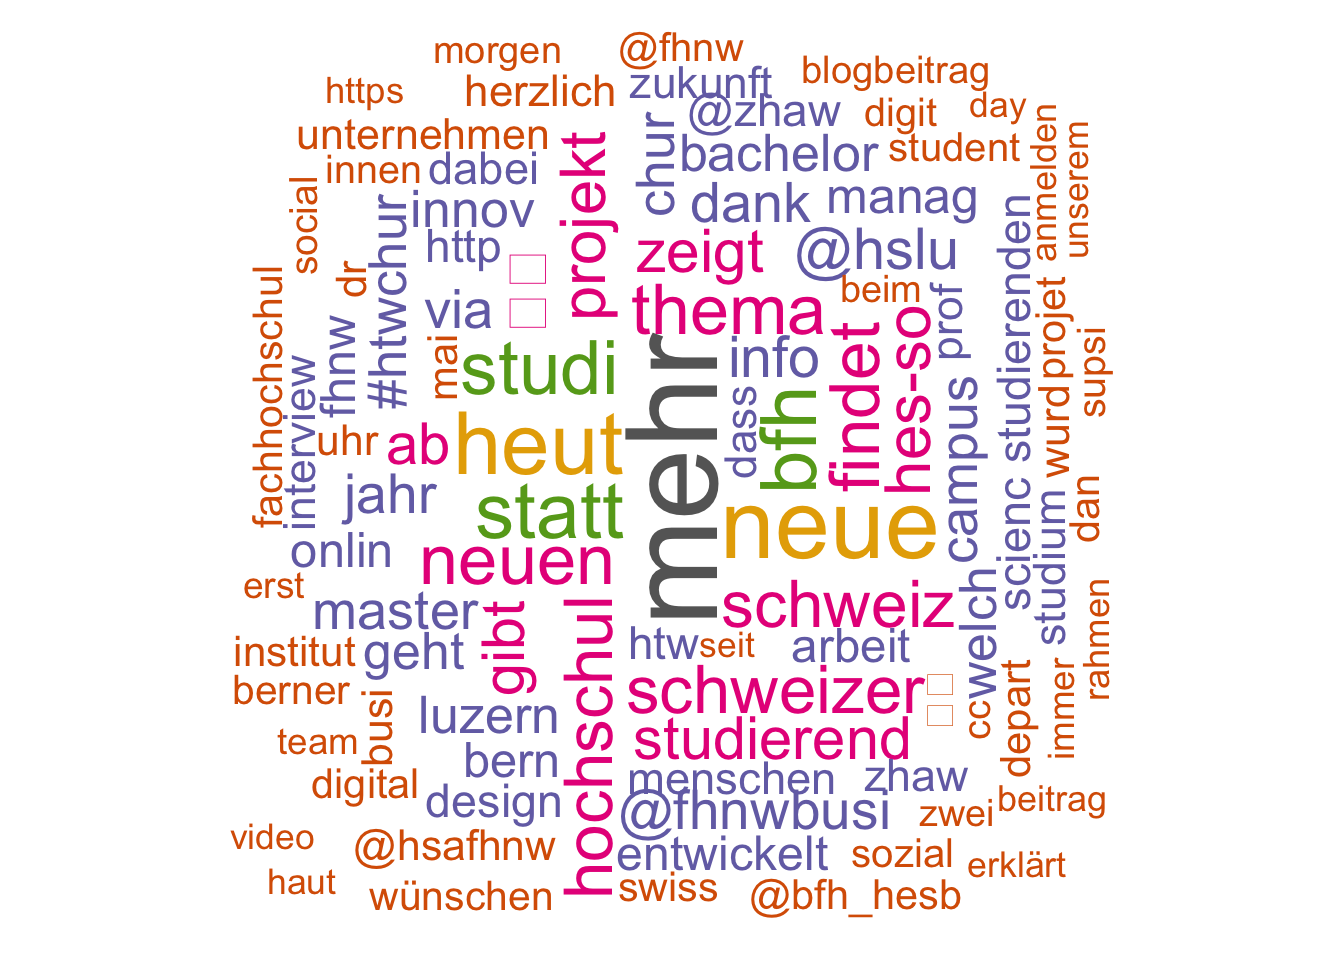 morgen
@fhnw
https
herzlich
zukunft
blogbeitrag
@zhaw
digit
day
unternehmen
projekt
chur
bachelor
student
anmelden
unserem
innen
dabei
dank
manag
social
#htwchur
innov
http
zeigt
@hslu
studierenden
dr
via
thema
beim
prof
projet
fachhochschul
fhnw
mai
studi
mehr
info
findet
hes-so
supsi
interview
uhr
ab
heut
dass
bfh
campus
wurd
jahr
statt
neue
scienc
studium
dan
onlin
neuen
erst
master
gibt
hochschul
schweiz
welch
rahmen
institut
geht
htw
seit
arbeit
berner
busi
luzern
schweizer
cc
depart
immer
team
bern
studierend
digital
design
menschen
zhaw
@fhnwbusi
zwei
beitrag
video
@hsafhnw
entwickelt
sozial
erklärt
haut
wünschen
swiss
@bfh_hesb